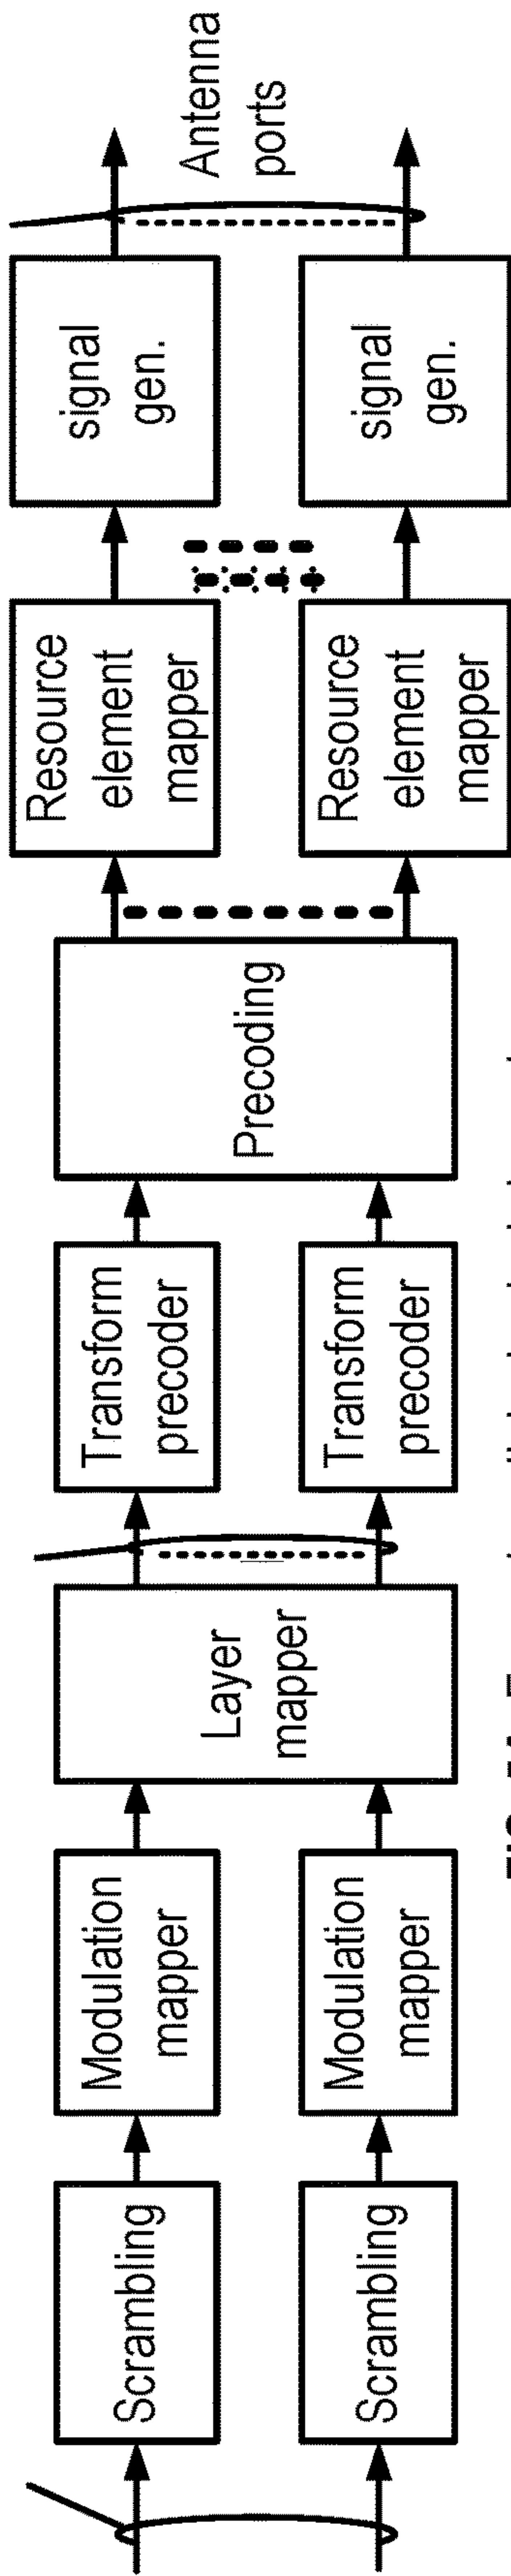 Scrambling
Scrambling
Modulation
mapper
Modulation
mapper
Layer
mapper
Transform
precoder
Transform
precoder
Precoding
Resource
element
mapper
Resource
element
mapper
signal
gen.
signal
gen.
Antenna
ports